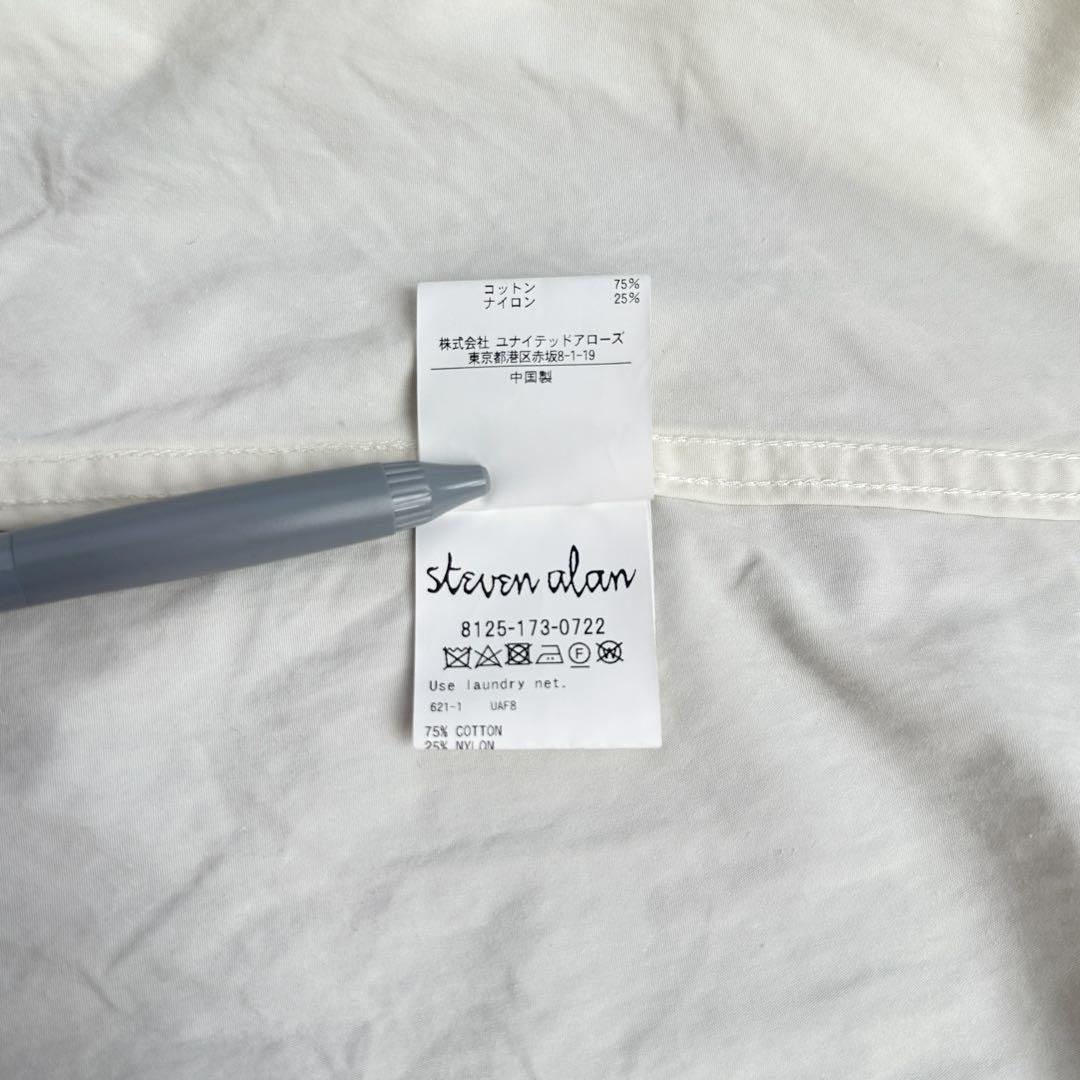 コットン 75%
ナイロン 25%
株式会社 ユナイテッドアローズ
東京都港区赤坂8-1-19
中国製
steven alan
8125-173-0722
F W
Use laundry net.
621-1 UAF8
75% COTTON
25% NYLON